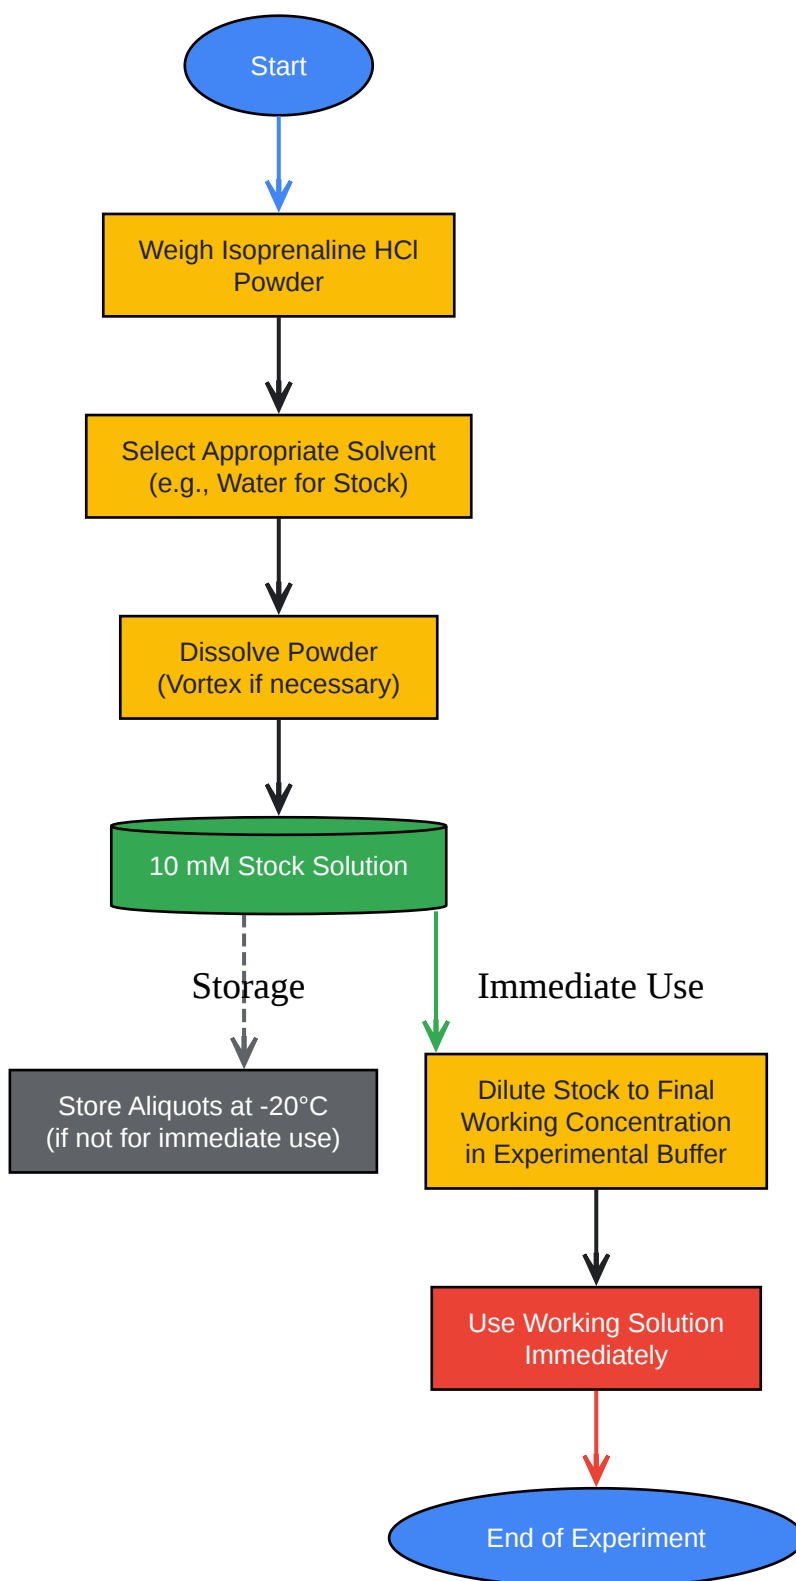 Start
Weigh Isoprenaline HCl
Powder
Select Appropriate Solvent
(e.g., Water for Stock)
Dissolve Powder
(Vortex if necessary)
10 mM Stock Solution
Storage
Immediate Use
Store Aliquots at -20°C
(if not for immediate use)
Dilute Stock to Final
Working Concentration
in Experimental Buffer
Use Working Solution
Immediately
End of Experiment